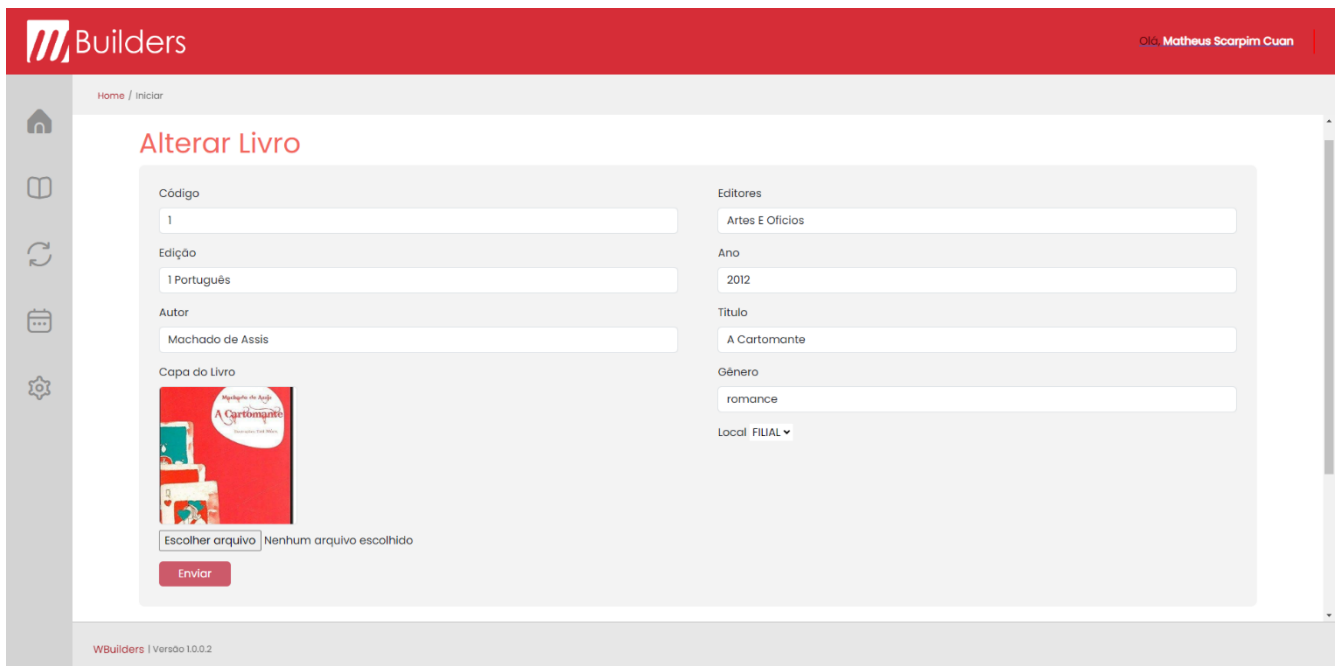 Builders
Olá, Matheus Scarpim Cuan
Home / Iniciar
Alterar Livro
Código
1
Editores
Artes E Oficios
Edição
1 Português
Ano
2012
Autor
Machado de Assis
Título
A Cartomante
Capa do Livro
Machado de Assis
A Cartomante
Gênero
romance
Local FILIAL
Escolher arquivo Nenhum arquivo escolhido
Enviar
WBuilders | Versão 1.0.0.2